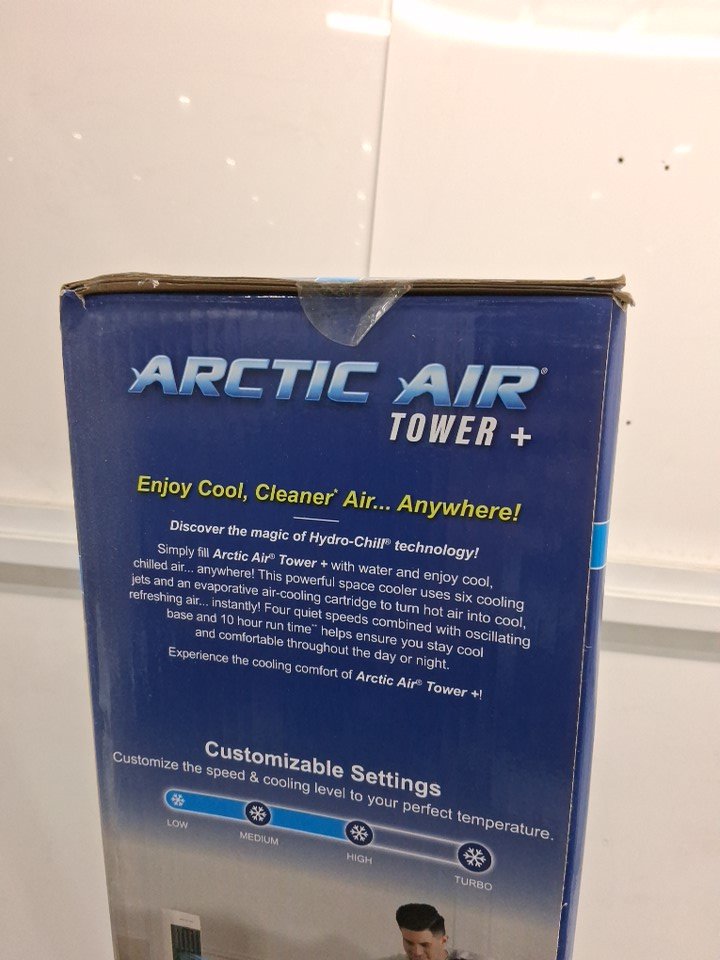 ARCTIC AIR®
TOWER +
Enjoy Cool, Cleaner* Air... Anywhere!
Discover the magic of Hydro-Chill® technology!
Simply fill Arctic Air® Tower + with water and enjoy cool,
chilled air... anywhere! This powerful space cooler uses six cooling
jets and an evaporative air-cooling cartridge to turn hot air into cool,
refreshing air... instantly! Four quiet speeds combined with oscillating
base and 10 hour run time** helps ensure you stay cool
and comfortable throughout the day or night.
Experience the cooling comfort of Arctic Air® Tower +!
Customizable Settings
Customize the speed & cooling level to your perfect temperature.
LOW
MEDIUM
HIGH
TURBO